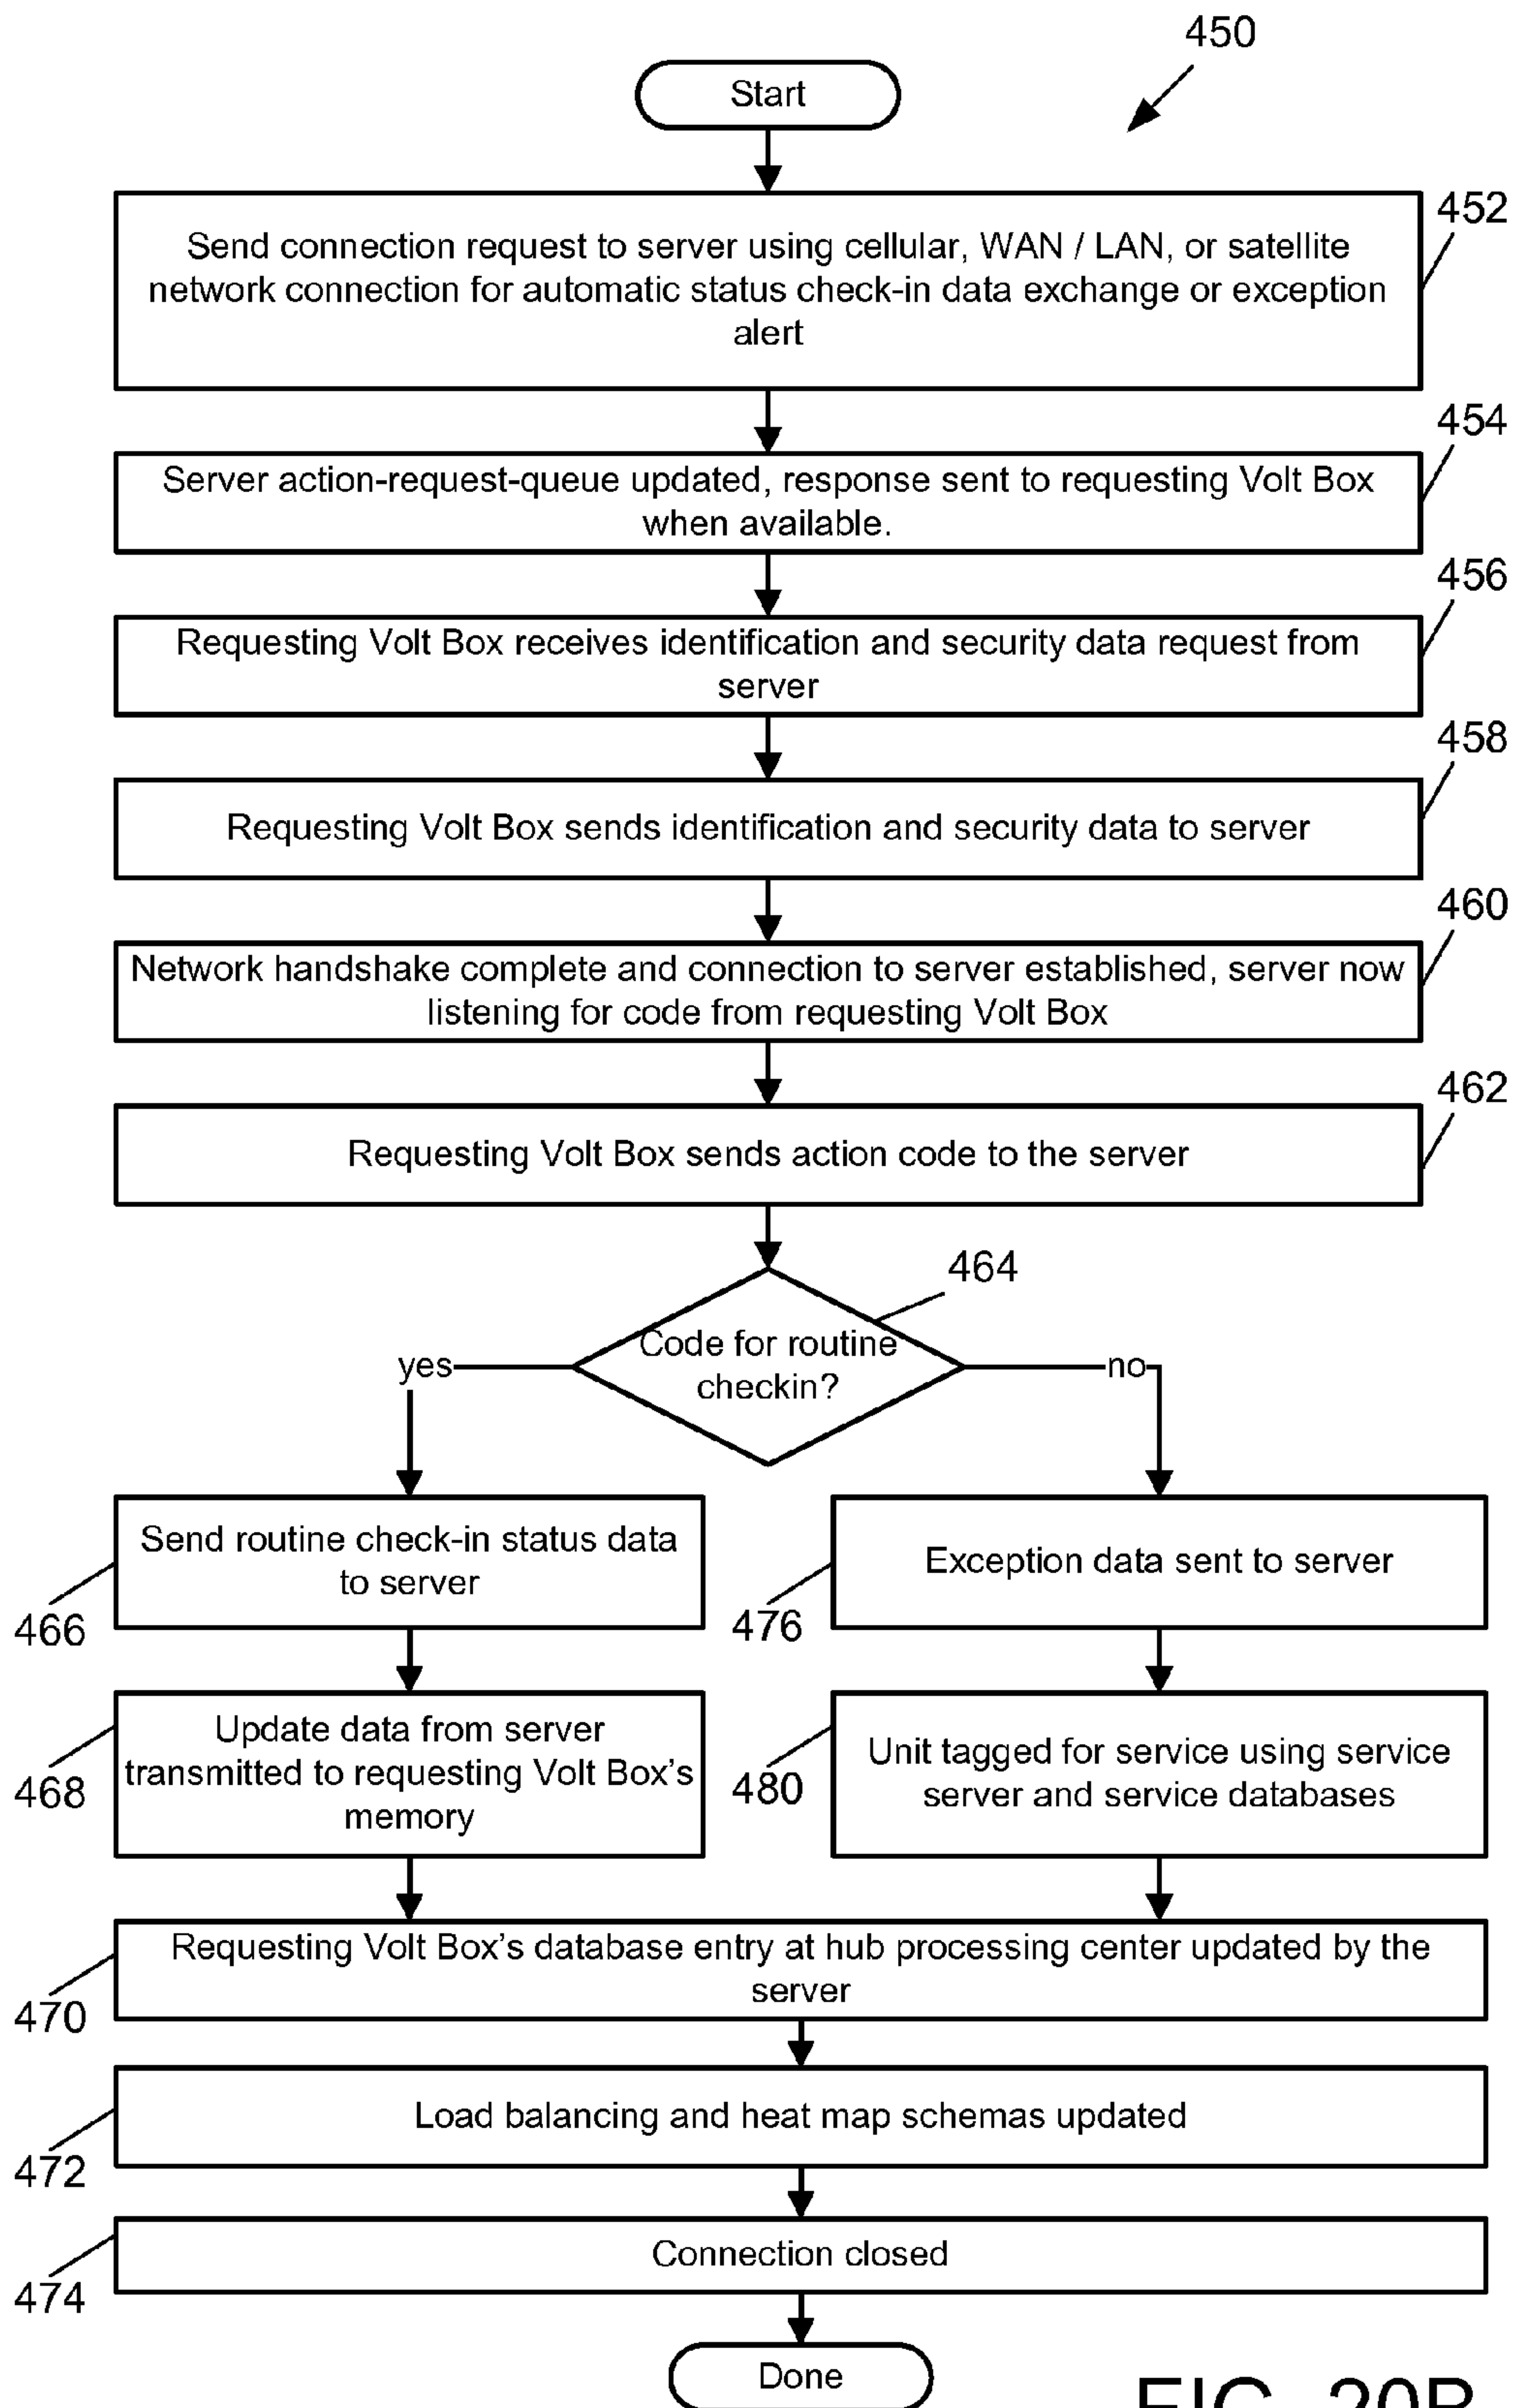 450
Start
452
Send connection request to server using cellular, WAN / LAN, or satellite
network connection for automatic status check-in data exchange or exception
alert
454
Server action-request-queue updated, response sent to requesting Volt Box
when available.
456
Requesting Volt Box receives identification and security data request from
server
458
Requesting Volt Box sends identification and security data to server
460
Network handshake complete and connection to server established, server now
listening for code from requesting Volt Box
462
Requesting Volt Box sends action code to the server
464
Code for routine
checkin?
yes
no
Send routine check-in status data
to server
466
Exception data sent to server
476
Update data from server
transmitted to requesting Volt Box's
memory
468
Unit tagged for service using service
server and service databases
480
Requesting Volt Box's database entry at hub processing center updated by the
server
470
Load balancing and heat map schemas updated
472
Connection closed
474
Done
FIG. 20B